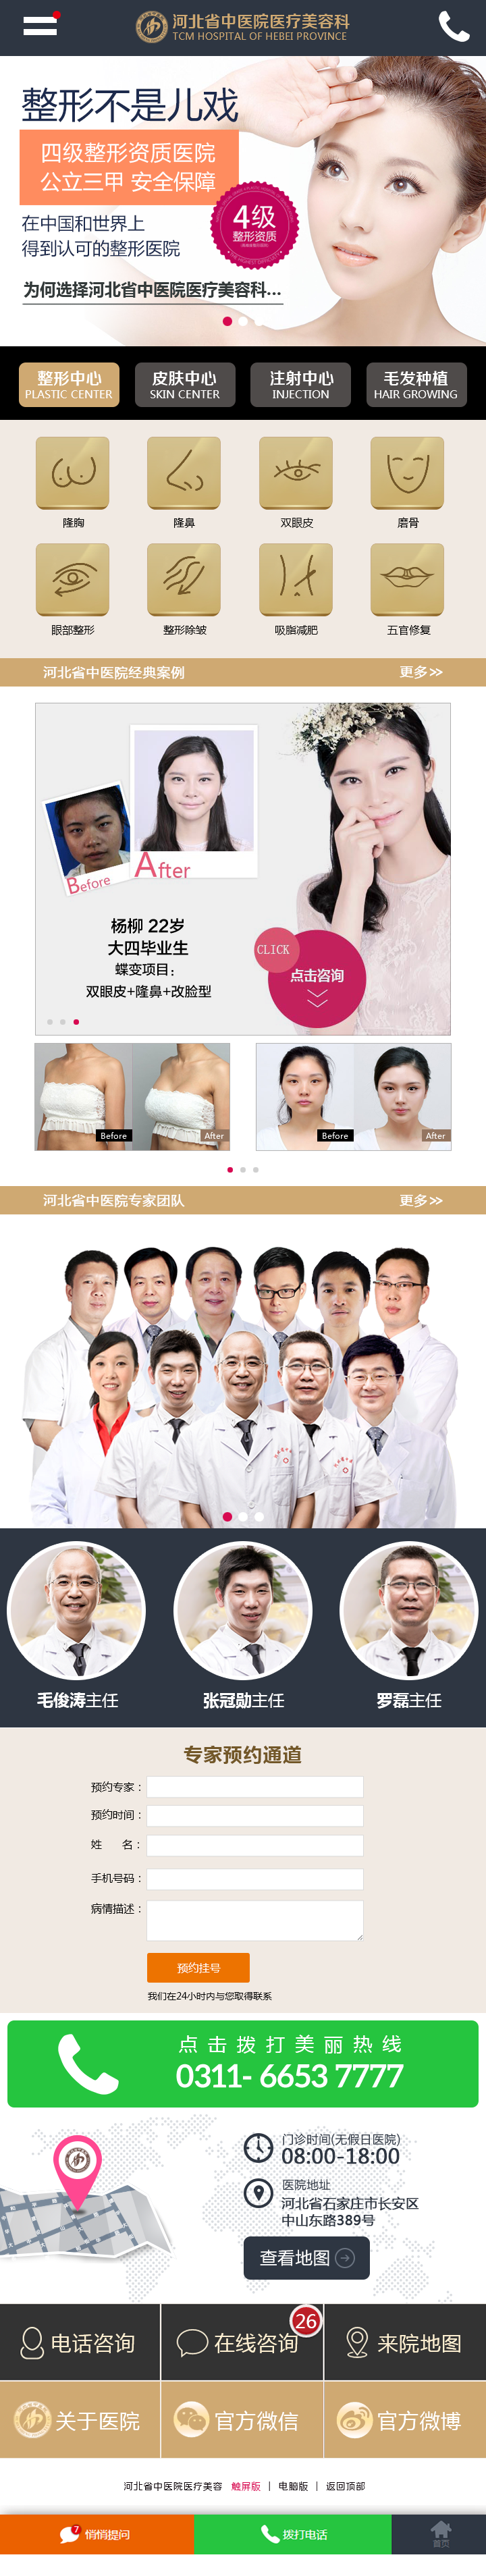 河北省中医院医疗美容科
TCM HOSPITAL OF HEBEI PROVINCE
整形不是儿戏
四级整形资质医院
公立三甲 安全保障
在中国和世界上
得到认可的整形医院
4级
整形资质
为何选择河北省中医院医疗美容科...
整形中心 皮肤中心 注射中心 毛发种植
PLASTIC CENTER SKIN CENTER INJECTION HAIR GROWING
隆胸 隆鼻 双眼皮 磨骨
眼部整形 整形除皱 吸脂减肥 五官修复
河北省中医院经典案例 更多>>
Before
After
杨柳 22岁
大四毕业生
蝶变项目：
双眼皮+隆鼻+改脸型
CLICK
点击咨询
Before After Before After
河北省中医院专家团队 更多>>
毛俊涛主任 张冠勋主任 罗磊主任
专家预约通道
预约专家：
预约时间：
姓 名：
手机号码：
病情描述：
预约挂号
我们在24小时内与您取得联系
点击拨打美丽热线
0311- 6653 7777
门诊时间(无假日医院)
08:00-18:00
医院地址
河北省石家庄市长安区
中山东路389号
查看地图
电话咨询 在线咨询 26 来院地图
关于医院 官方微信 官方微博
河北省中医院医疗美容 触屏版 | 电脑版 | 返回顶部
7 悄悄提问 拨打电话 首页